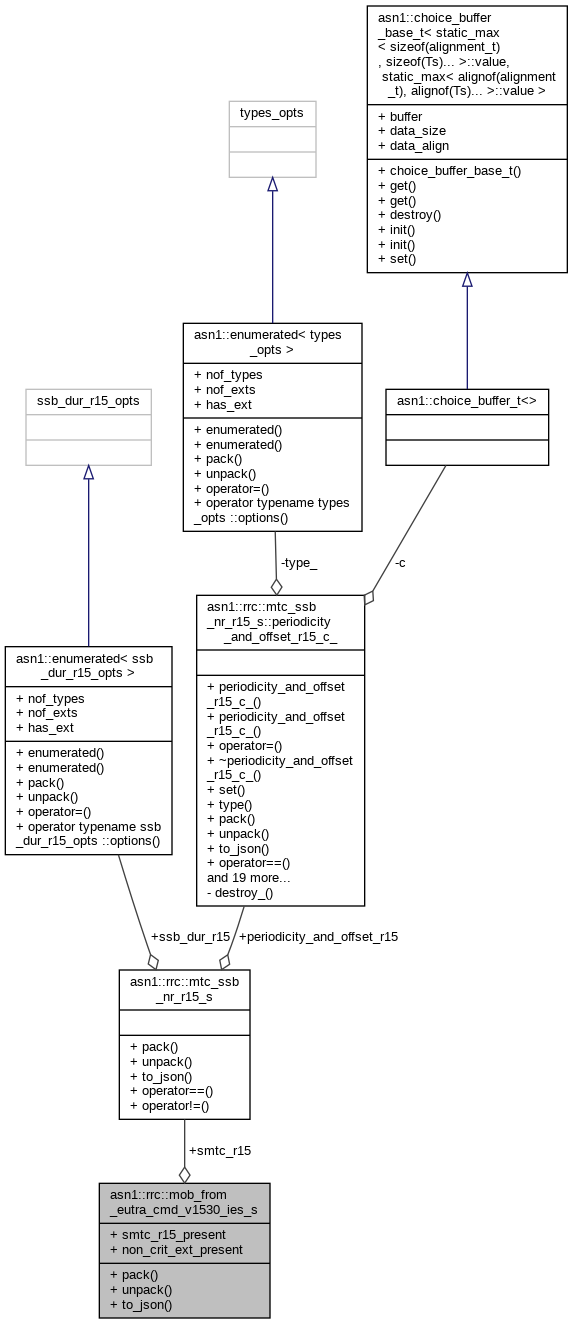 asn1::choice_buffer
_base_t< static_max
< sizeof(alignment_t)
, sizeof(Ts)... >::value,
static_max< alignof(alignment
_t), alignof(Ts)... >::value >
+ buffer
+ data_size
+ data_align
+ choice_buffer_base_t()
+ get()
+ get()
+ destroy()
+ init()
+ init()
+ set()
types_opts
asn1::enumerated< types
_opts >
+ nof_types
+ nof_exts
+ has_ext
+ enumerated()
+ enumerated()
+ pack()
+ unpack()
+ operator=()
+ operator typename types
_opts ::options()
ssb_dur_r15_opts
asn1::choice_buffer_t<>
-type_
-c
asn1::rrc::mtc_ssb
_nr_r15_s::periodicity
_and_offset_r15_c_
+ periodicity_and_offset
_r15_c_()
+ periodicity_and_offset
_r15_c_()
+ operator=()
+ ~periodicity_and_offset
_r15_c_()
+ set()
+ type()
+ pack()
+ unpack()
+ to_json()
+ operator==()
and 19 more...
- destroy_()
asn1::enumerated< ssb
_dur_r15_opts >
+ nof_types
+ nof_exts
+ has_ext
+ enumerated()
+ enumerated()
+ pack()
+ unpack()
+ operator=()
+ operator typename ssb
_dur_r15_opts ::options()
+ssb_dur_r15
+periodicity_and_offset_r15
asn1::rrc::mtc_ssb
_nr_r15_s
+ pack()
+ unpack()
+ to_json()
+ operator==()
+ operator!=()
+smtc_r15
asn1::rrc::mob_from
_eutra_cmd_v1530_ies_s
+ smtc_r15_present
+ non_crit_ext_present
+ pack()
+ unpack()
+ to_json()